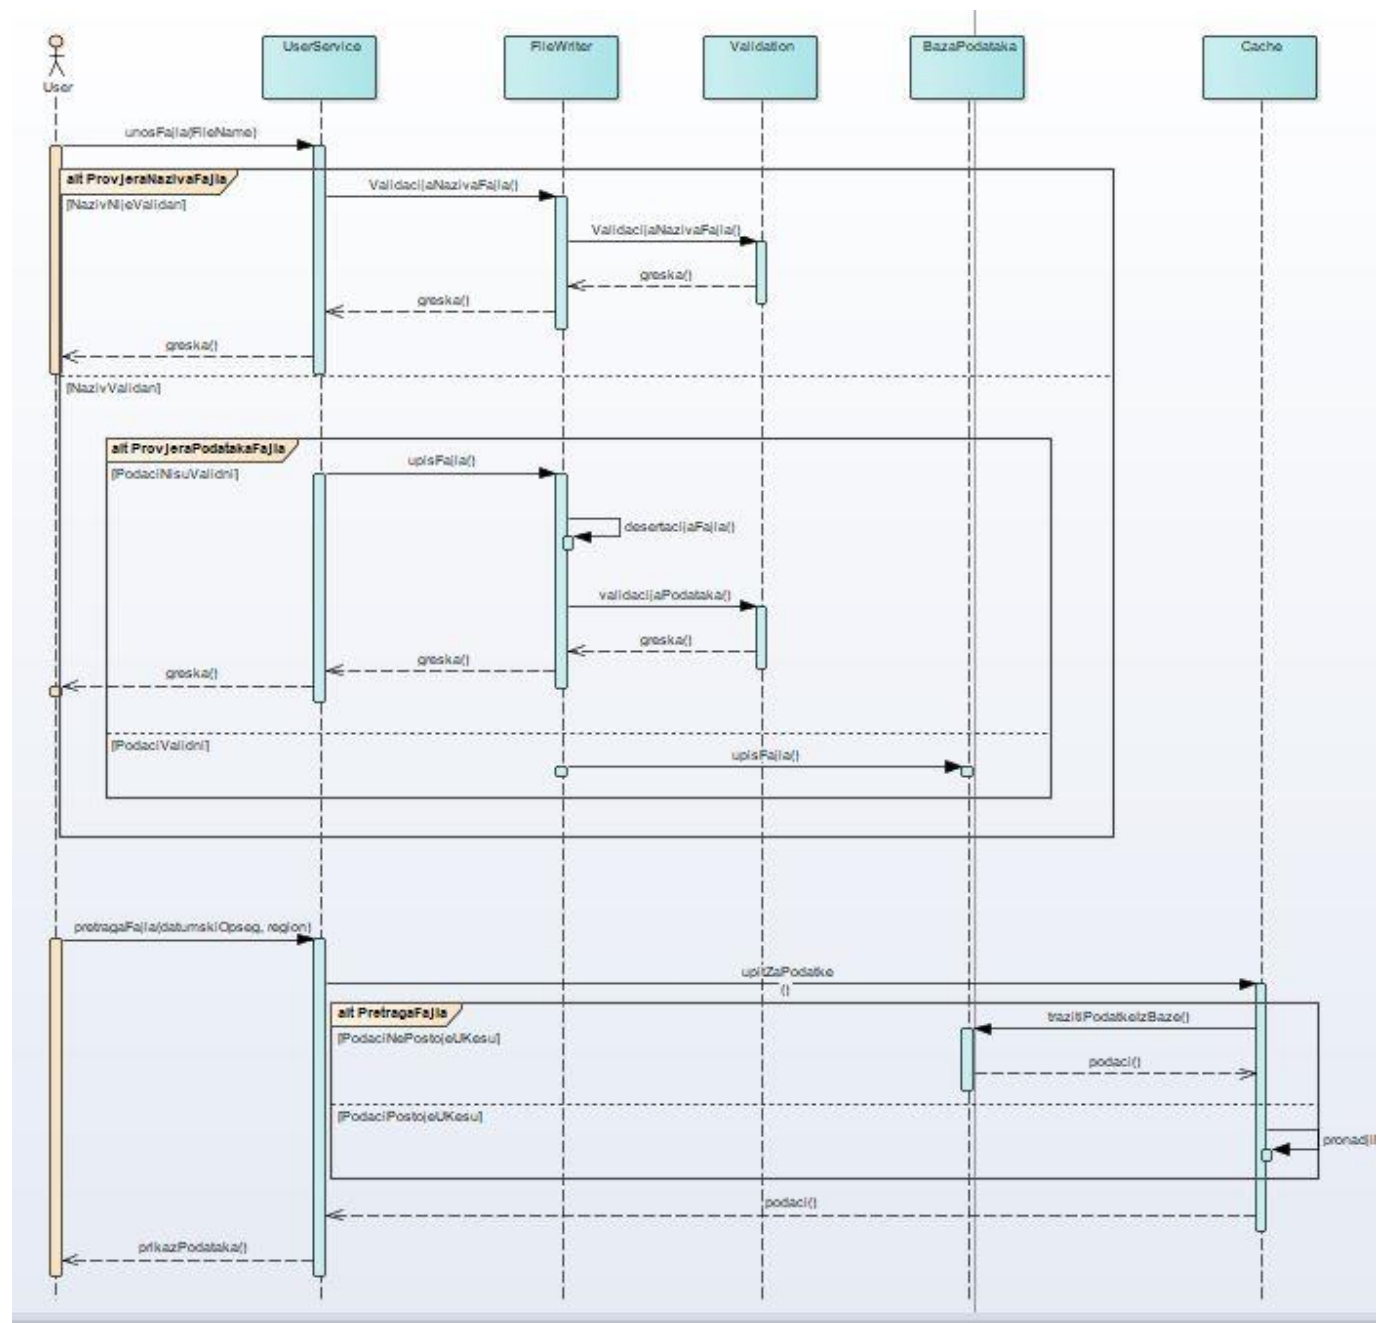 User
UserService
FileWriter
Validation
BazaPodataka
Cache
unosFajla(FileName)
alt ProvjeraNazivaFajla
[NazivNijeValidan]
ValidacijaNazivaFajla()
ValidacijaNazivaFajla()
greska()
greska()
greska()
[NazivValidan]
alt ProvjeraPodatakaFajla
[PodaciNisuValidni]
upisFajla()
desertacijaFajla()
validacijaPodataka()
greska()
greska()
greska()
[PodaciValidni]
upisFajla()
pretragaFajla(datumskiOpseg, region)
upitZaPodatke
()
alt PretragaFajla
[PodaciNePostojeUKesu]
trazitiPodatkeIzBaze()
podaci()
[PodaciPostojeUKesu]
podaci()
prikazPodataka()